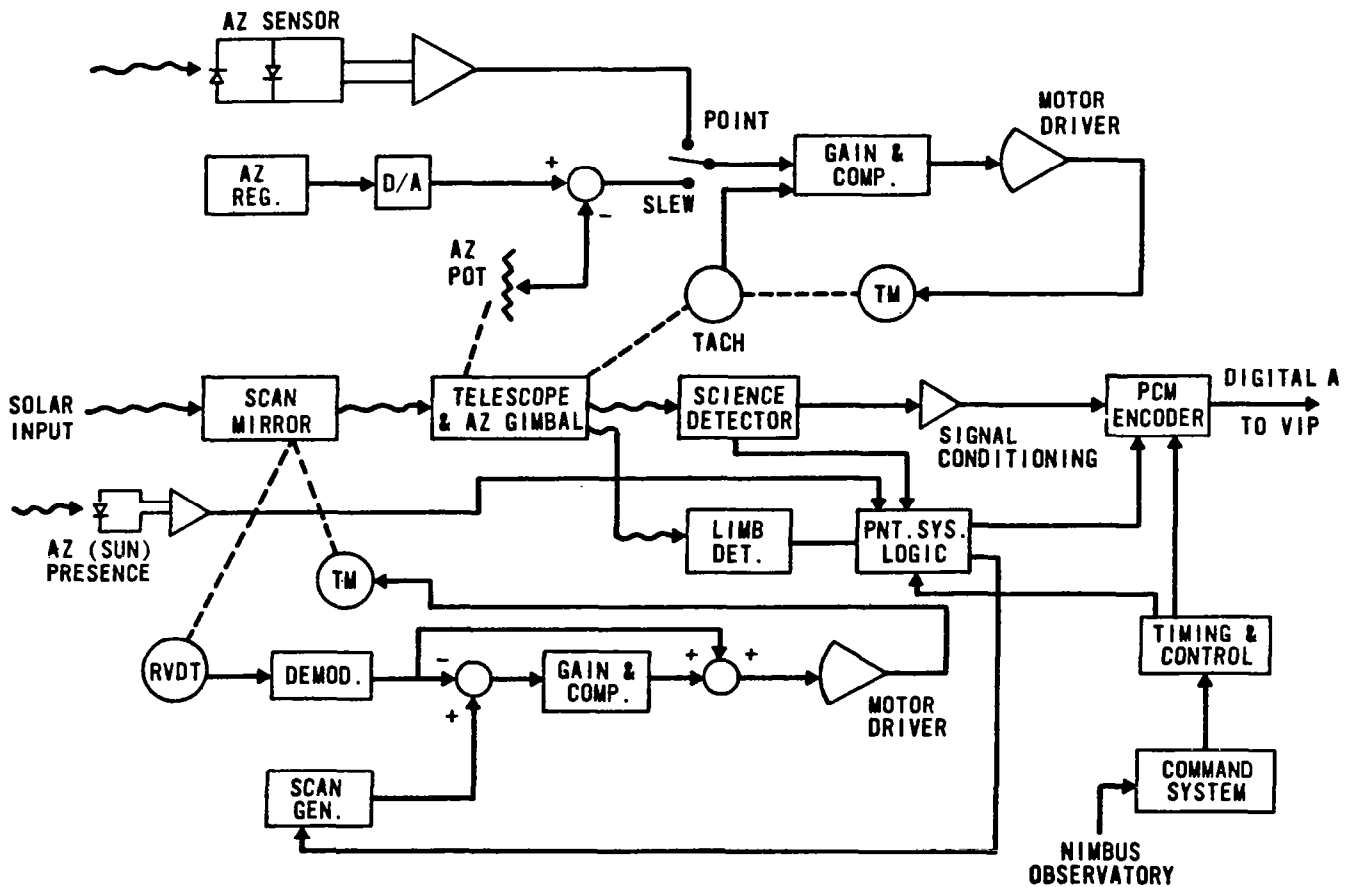 AZ SENSOR
POINT
MOTOR
DRIVER
AZ
REG.
D/A
+
-
SLEW
GAIN &
COMP.
AZ
POT
TACH
TM
SOLAR
INPUT
SCAN
MIRROR
TELESCOPE
& AZ GIMBAL
SCIENCE
DETECTOR
SIGNAL
CONDITIONING
PCM
ENCODER
DIGITAL A
TO VIP
AZ (SUN)
PRESENCE
LIMB
DET.
PNT. SYS.
LOGIC
TM
TIMING &
CONTROL
RVDT
DEMOD.
-
+
GAIN &
COMP.
+
+
MOTOR
DRIVER
SCAN
GEN.
COMMAND
SYSTEM
NIMBUS
OBSERVATORY